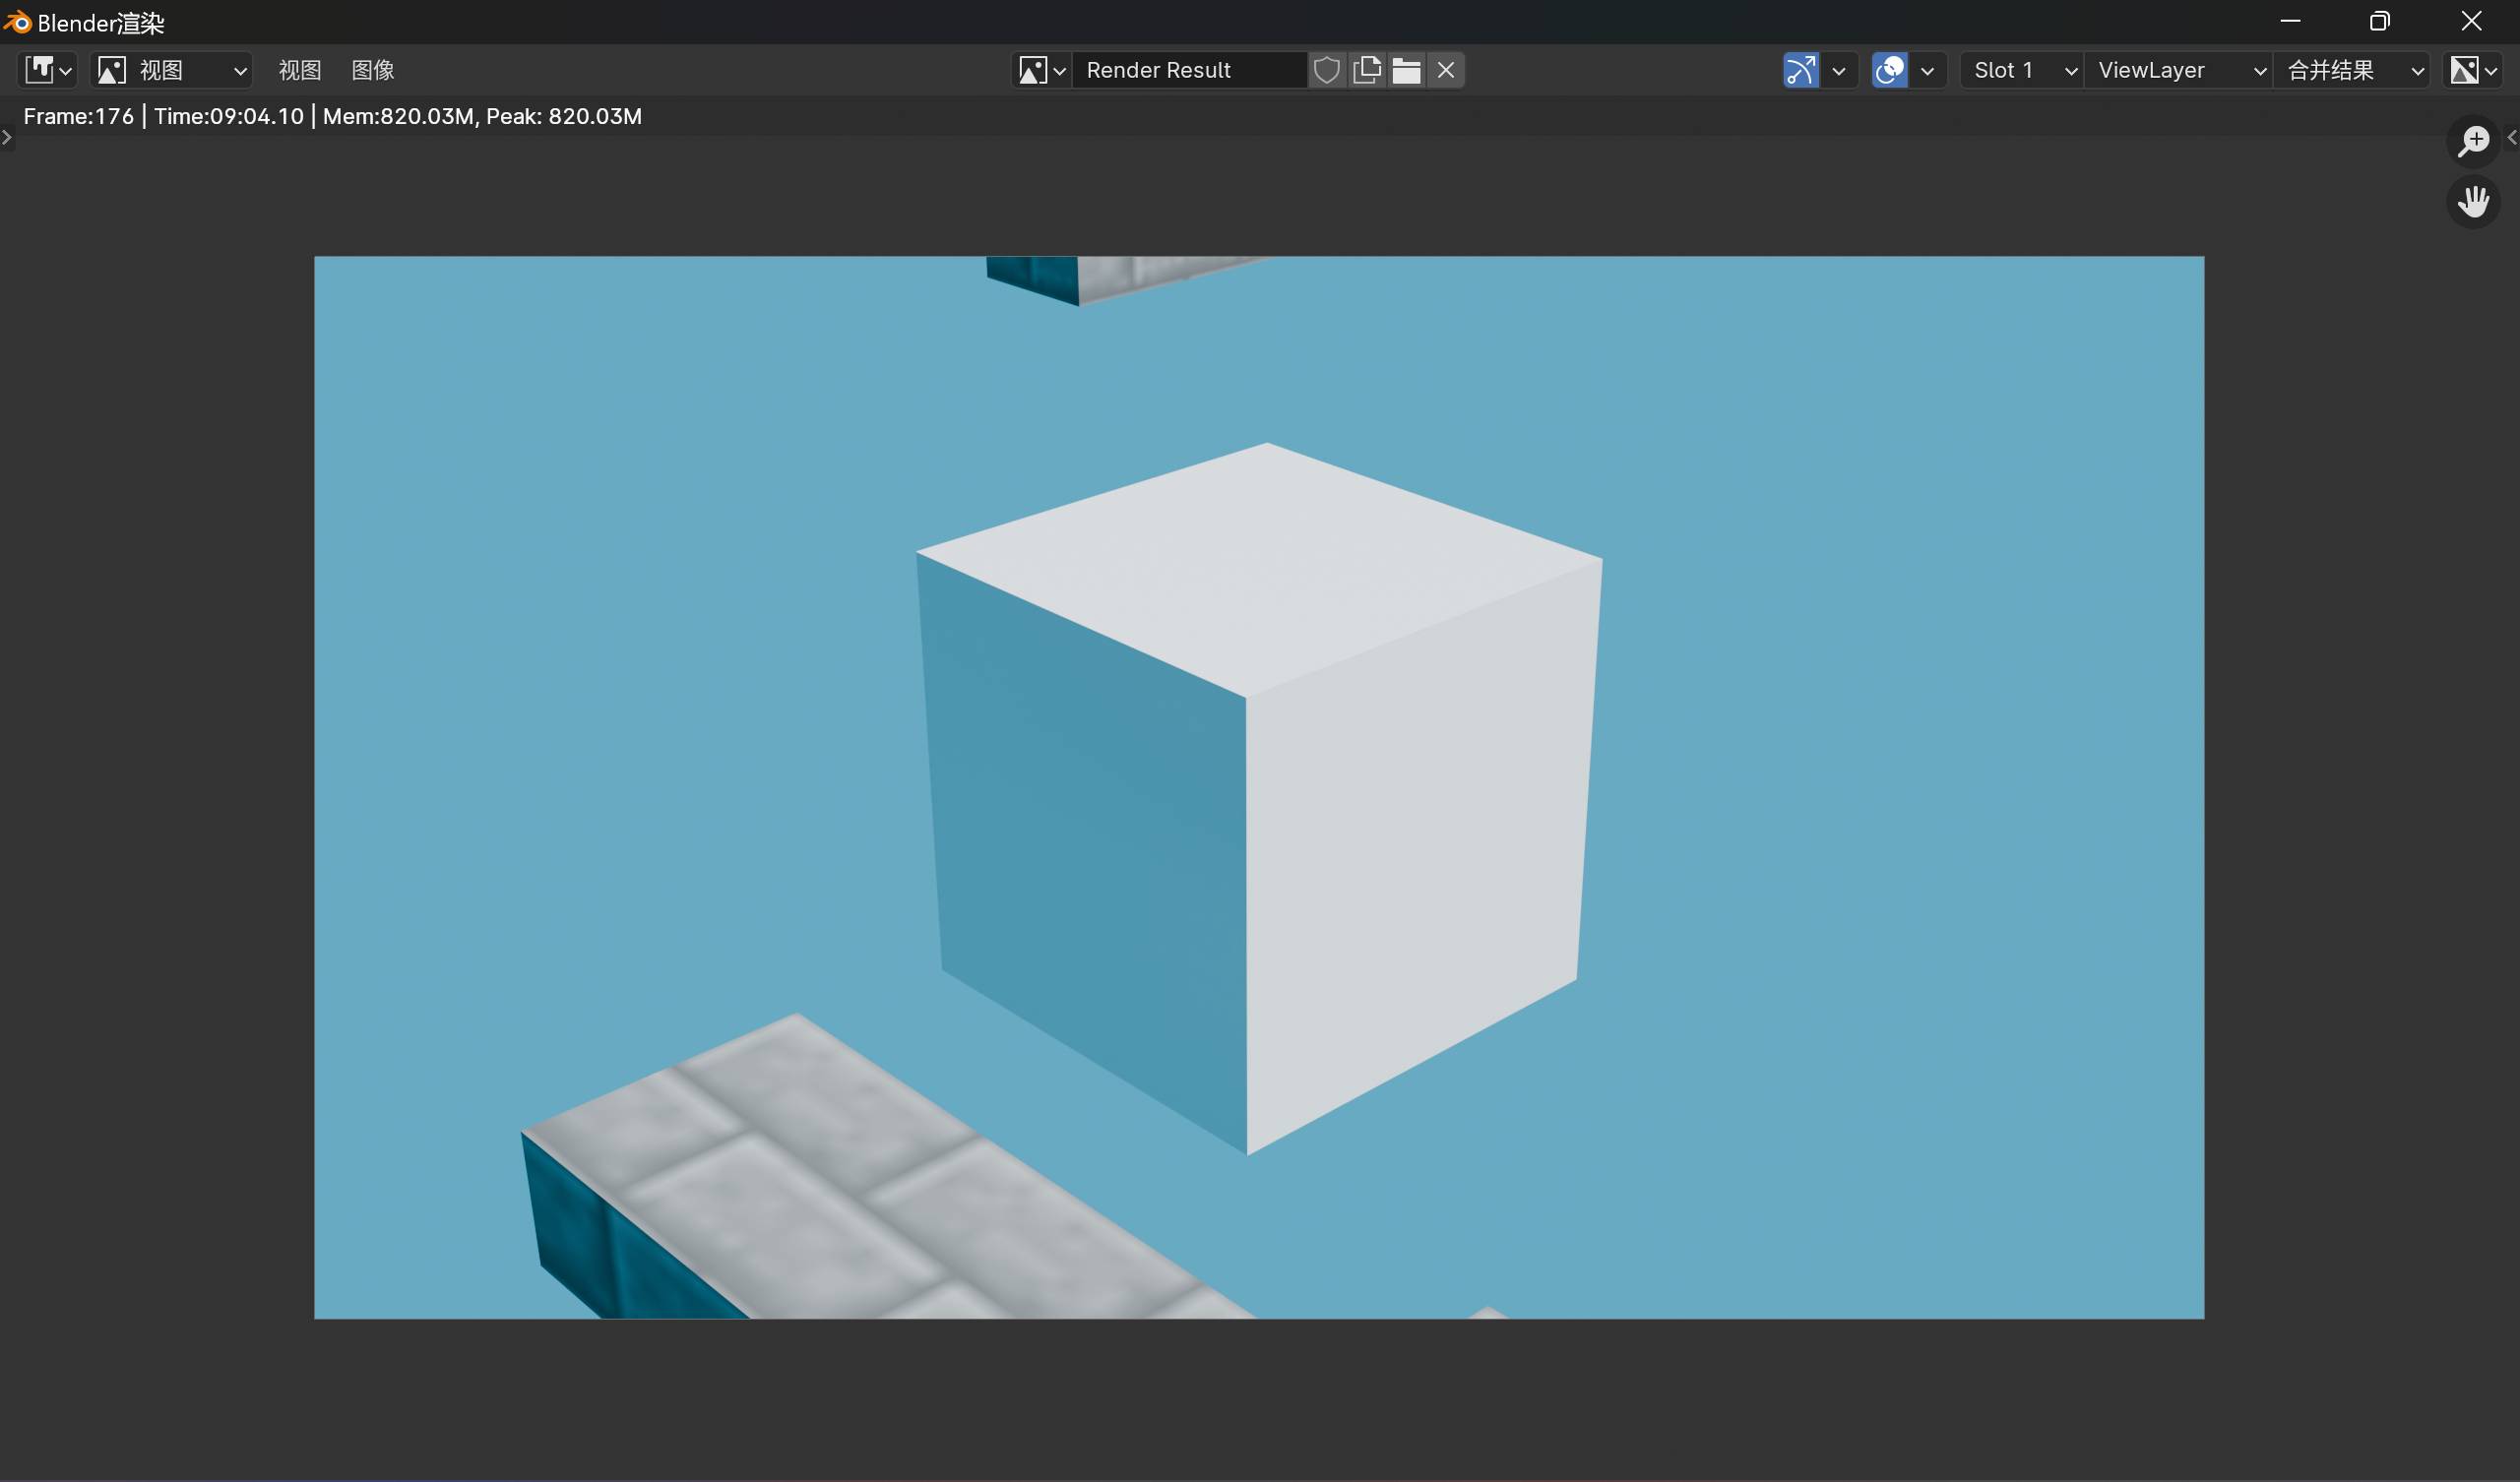 Blender渲染
视图 视图 图像 Render Result Slot 1 ViewLayer 合并结果
Frame:176 | Time:09:04.10 | Mem:820.03M, Peak: 820.03M